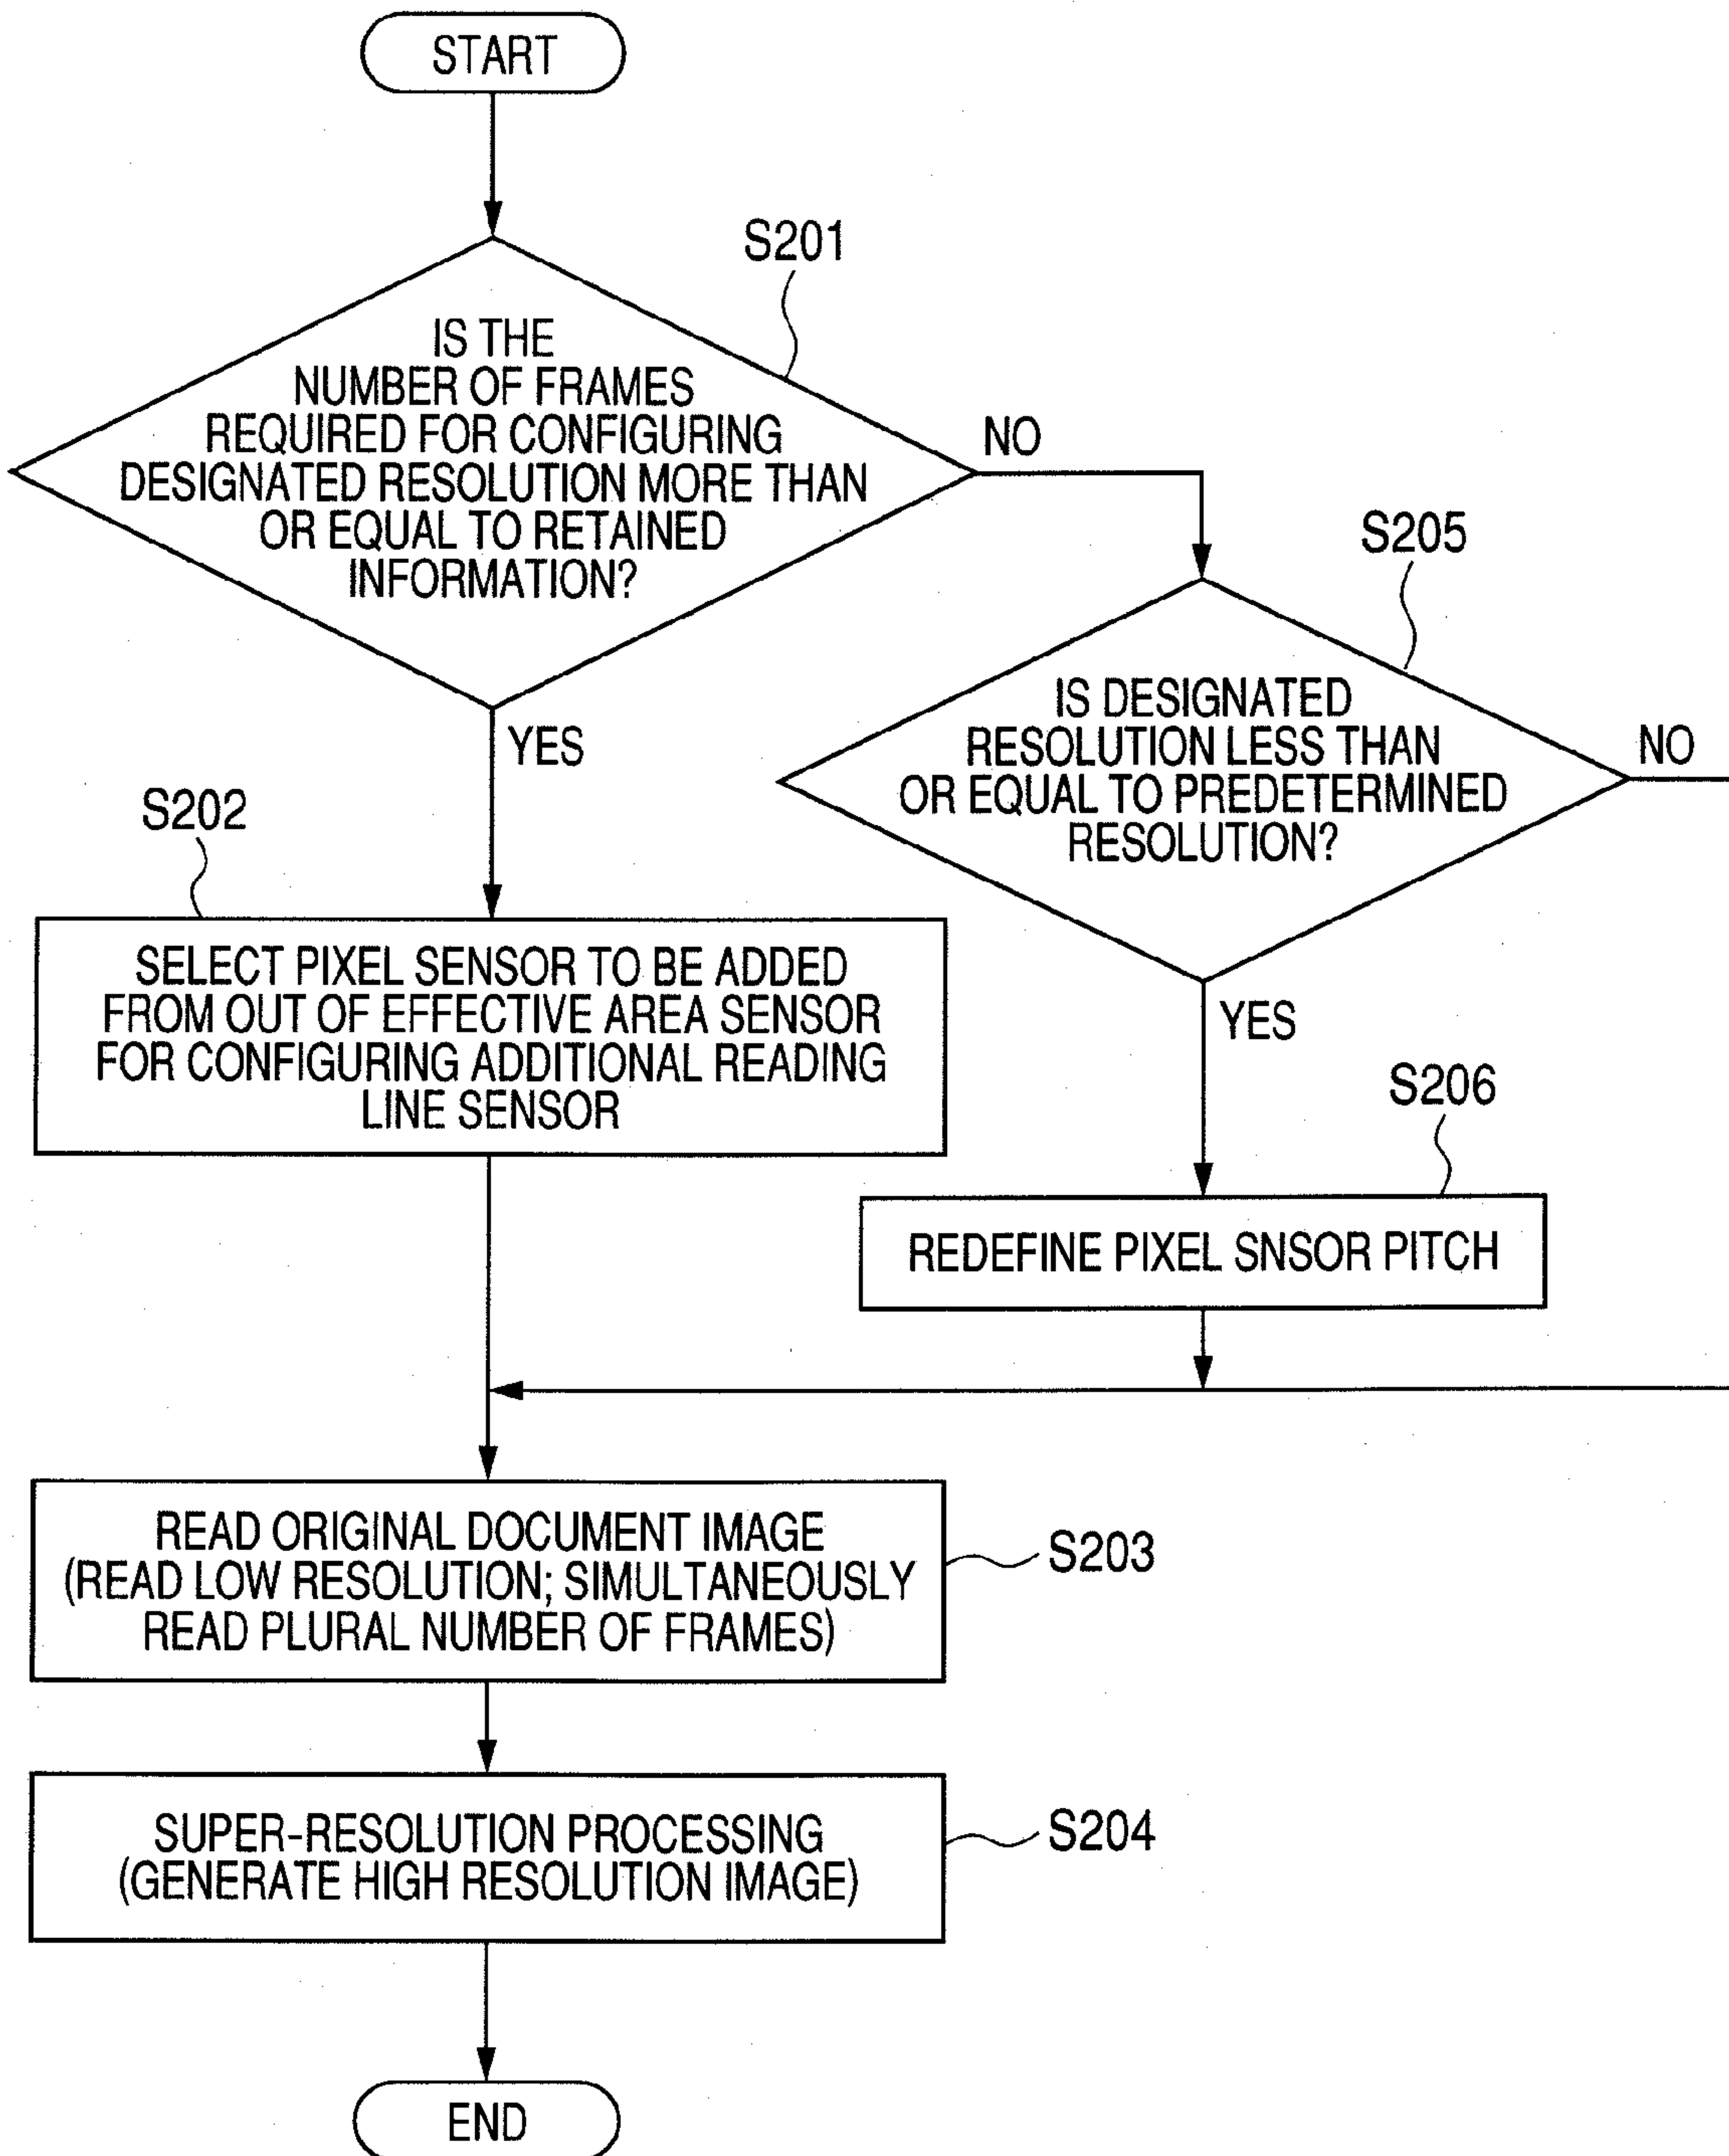 START
S201
IS THE
NUMBER OF FRAMES
REQUIRED FOR CONFIGURING
DESIGNATED RESOLUTION MORE THAN
OR EQUAL TO RETAINED
INFORMATION?
NO
YES
S205
IS DESIGNATED
RESOLUTION LESS THAN
OR EQUAL TO PREDETERMINED
RESOLUTION?
NO
YES
S202
SELECT PIXEL SENSOR TO BE ADDED
FROM OUT OF EFFECTIVE AREA SENSOR
FOR CONFIGURING ADDITIONAL READING
LINE SENSOR
S206
REDEFINE PIXEL SNSOR PITCH
READ ORIGINAL DOCUMENT IMAGE
(READ LOW RESOLUTION; SIMULTANEOUSLY
READ PLURAL NUMBER OF FRAMES)
S203
SUPER-RESOLUTION PROCESSING
(GENERATE HIGH RESOLUTION IMAGE)
S204
END